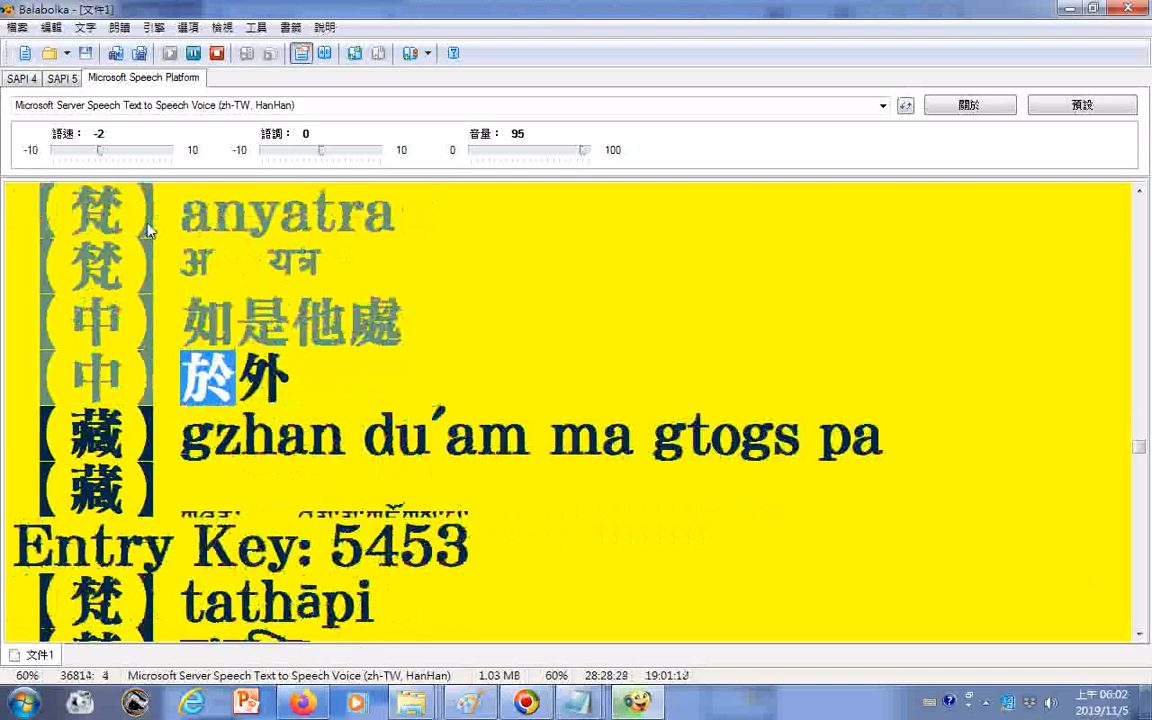 Balabolka - [文件1]
檔案 編輯 文字 朗讀 引擎 選項 檢視 工具 書籤 說明
SAPI 4 SAPI 5 Microsoft Speech Platform
Microsoft Server Speech Text to Speech Voice (zh-TW, HanHan) 關於 預設
語速： -2 語調： 0 音量： 95
-10 10 -10 10 0 100
【梵】 anyatra
【梵】 अ यत्र
【中】 如是他處
【中】 於外
【藏】 gzhan du'am ma gtogs pa
【藏】
Entry Key: 5453
【梵】 tathāpi
文件1
60% 36814: 4 Microsoft Server Speech Text to Speech Voice (zh-TW, HanHan) 1.03 MB 60% 28:28:28 19:01:13
上午 06:02
2019/11/5